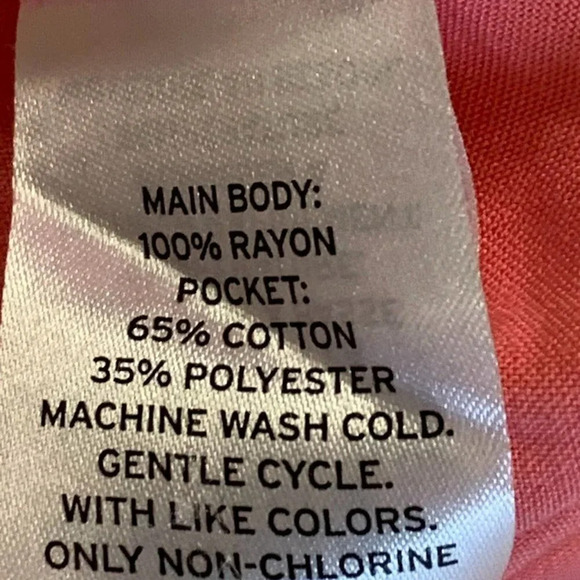 MAIN BODY:
100% RAYON
POCKET:
65% COTTON
35% POLYESTER
MACHINE WASH COLD.
GENTLE CYCLE.
WITH LIKE COLORS.
ONLY NON-CHLORINE